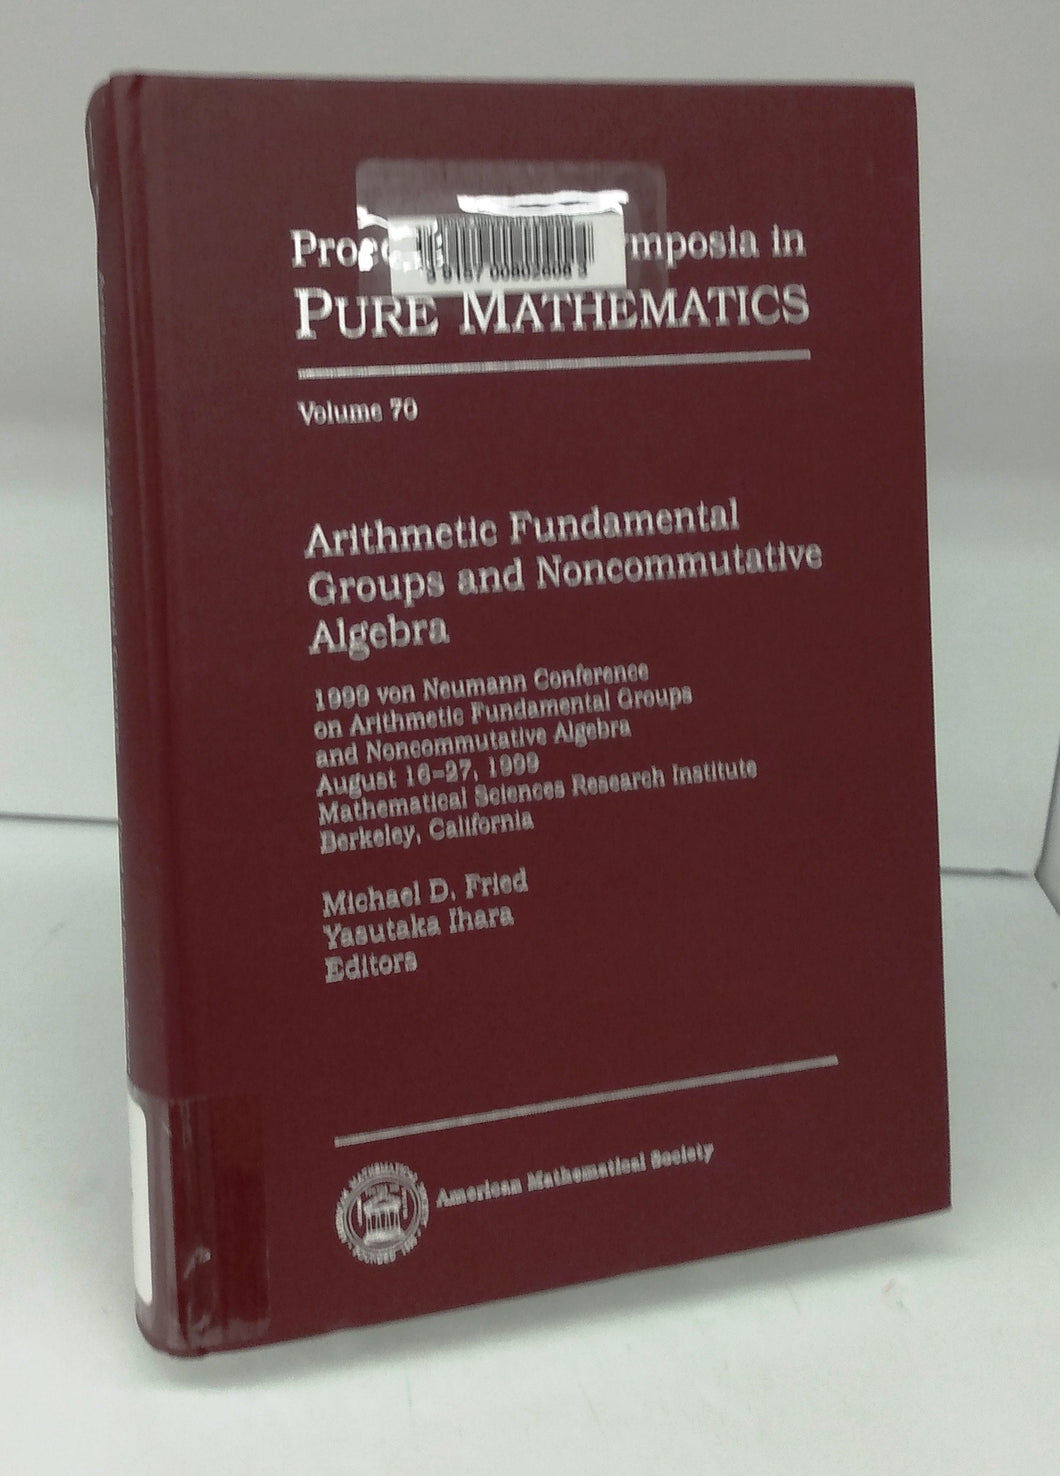 mposia in
PURE MATHEMATICS
Volume 70
Arithmetic Fundamental
Groups and Noncommutative
Algebra
1999 von Neumann Conference
on Arithmetic Fundamental Groups
and Noncommutative Algebra
August 16–27, 1999
Mathematical Sciences Research Institute
Berkeley, California
Michael D. Fried
Yasutaka Ihara
Editors
American Mathematical Society